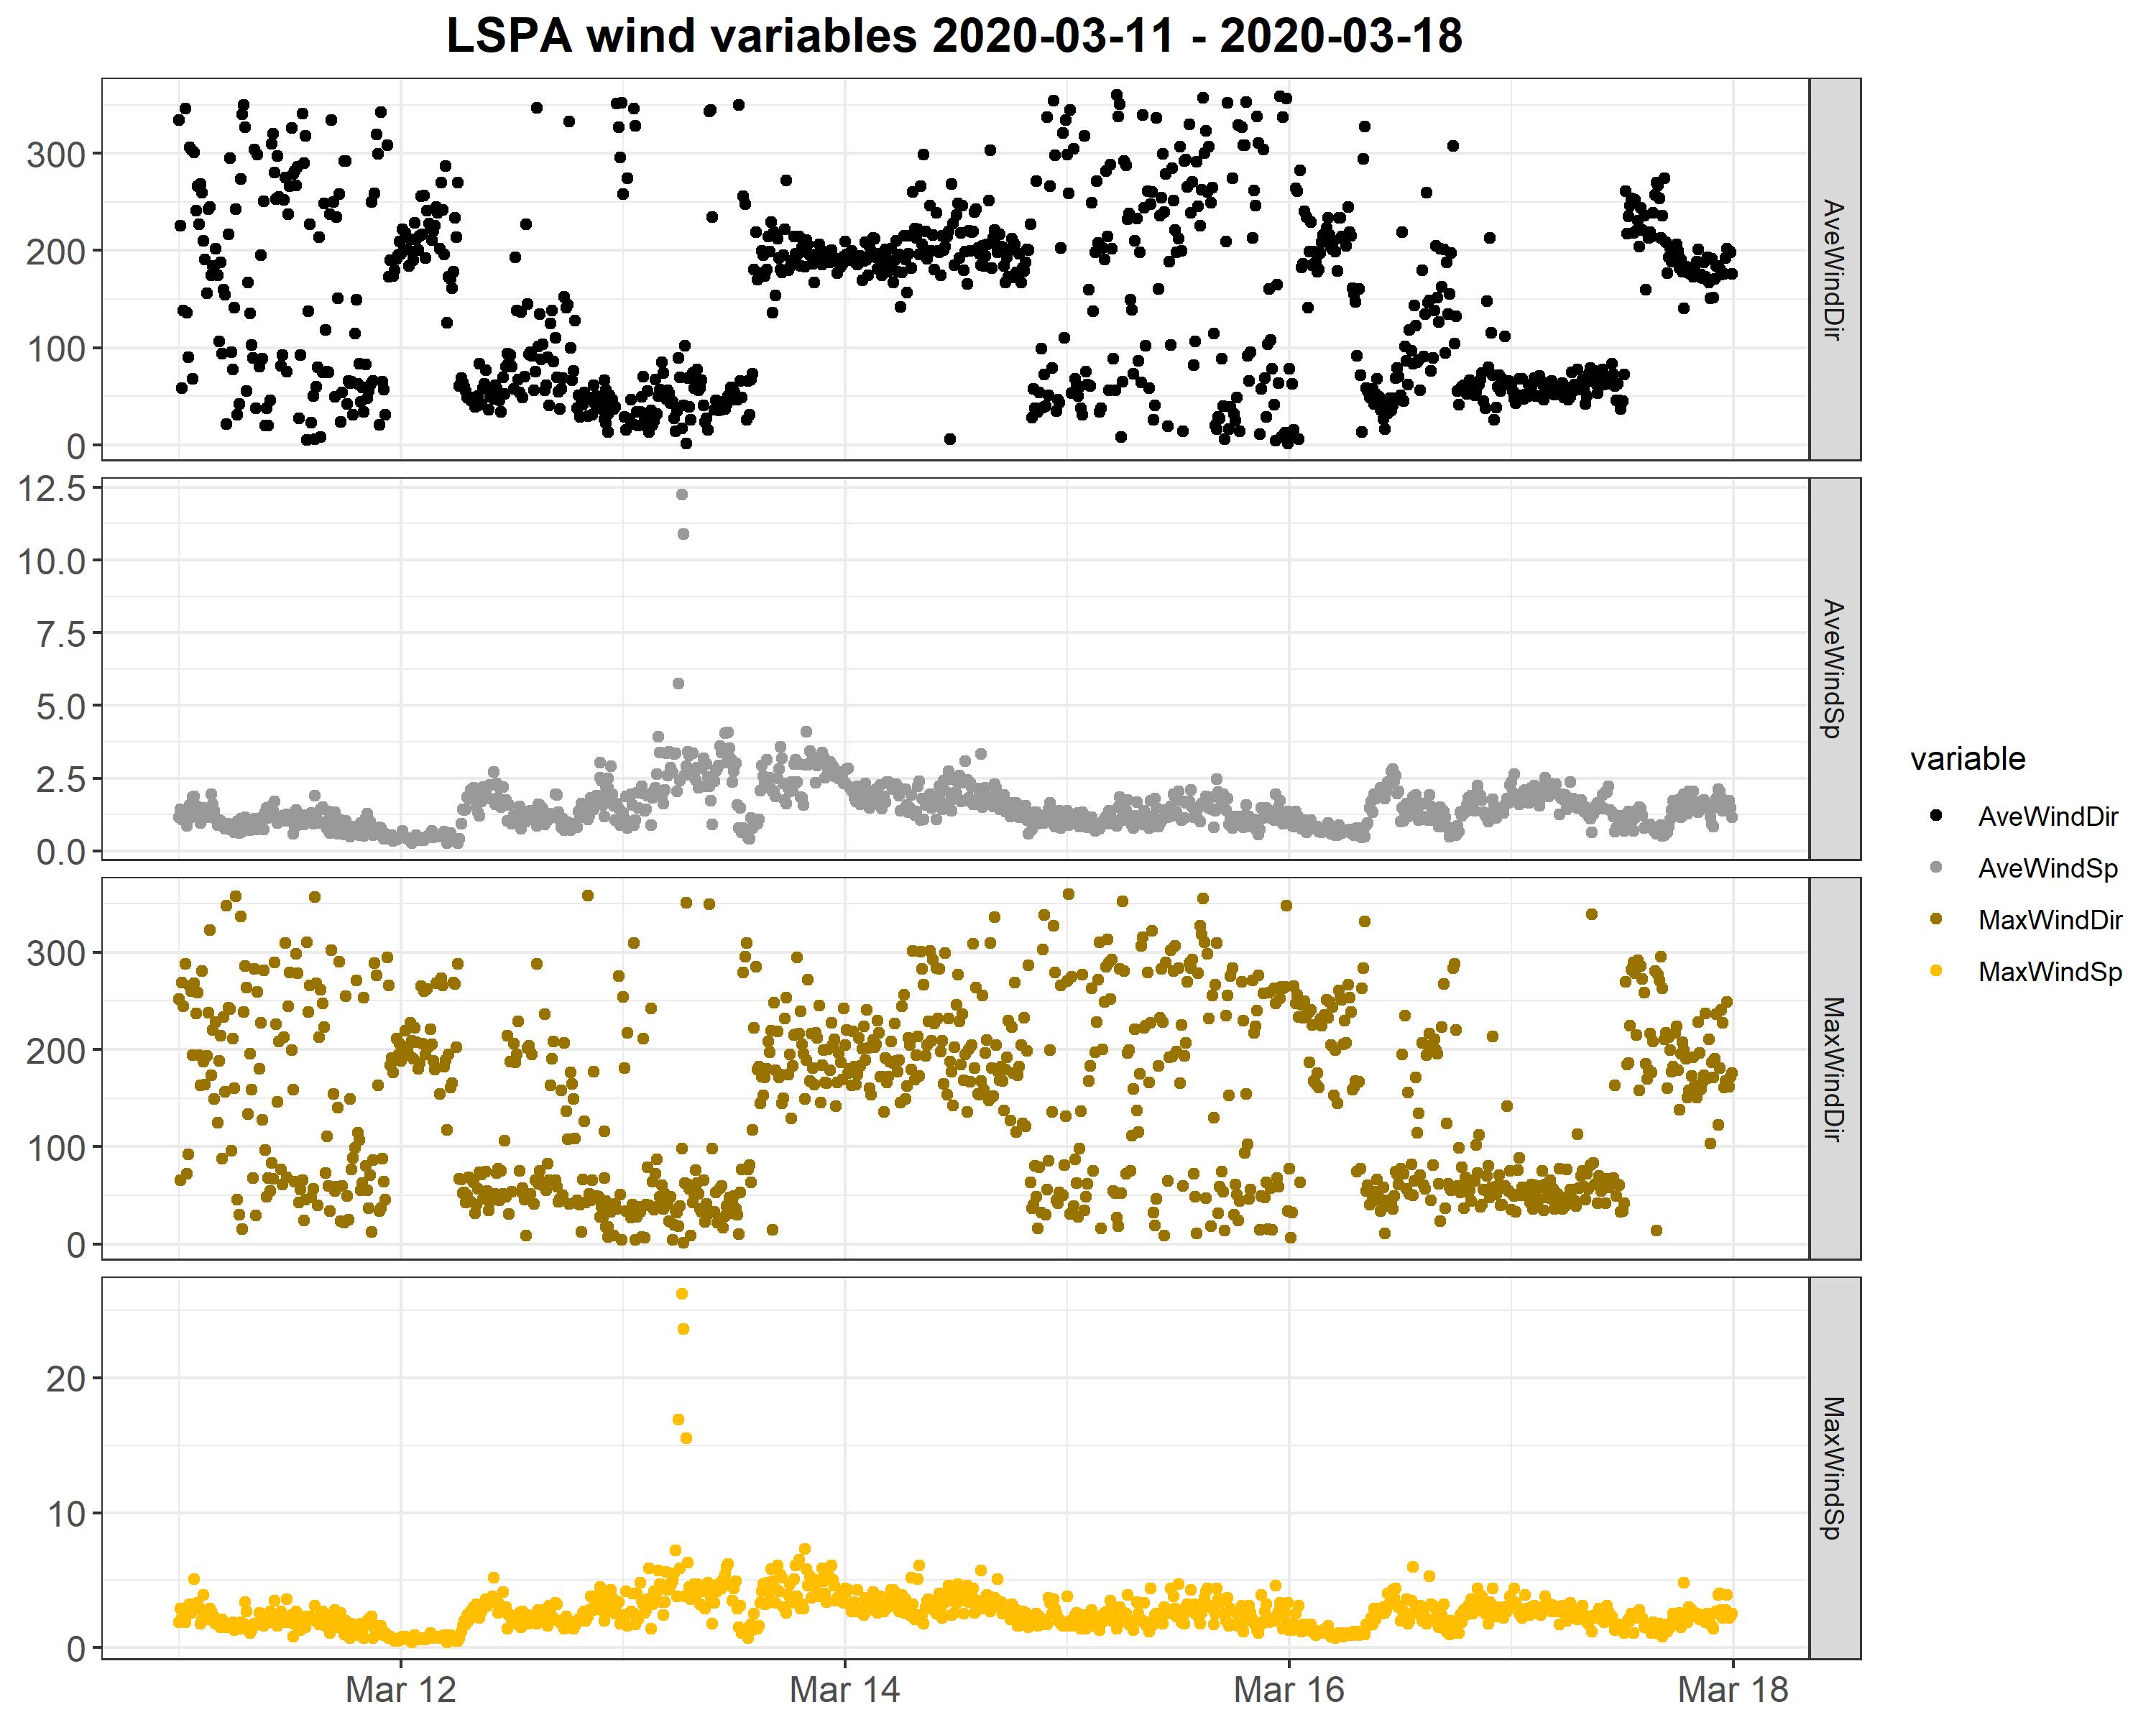 LSPA wind variables 2020-03-11 - 2020-03-18
300
200
100
0
AveWindDir
12.5
10.0
7.5
5.0
2.5
0.0
AveWindSp
300
200
100
0
MaxWindDir
20
10
0
MaxWindSp
Mar 12 Mar 14 Mar 16 Mar 18
variable
AveWindDir
AveWindSp
MaxWindDir
MaxWindSp